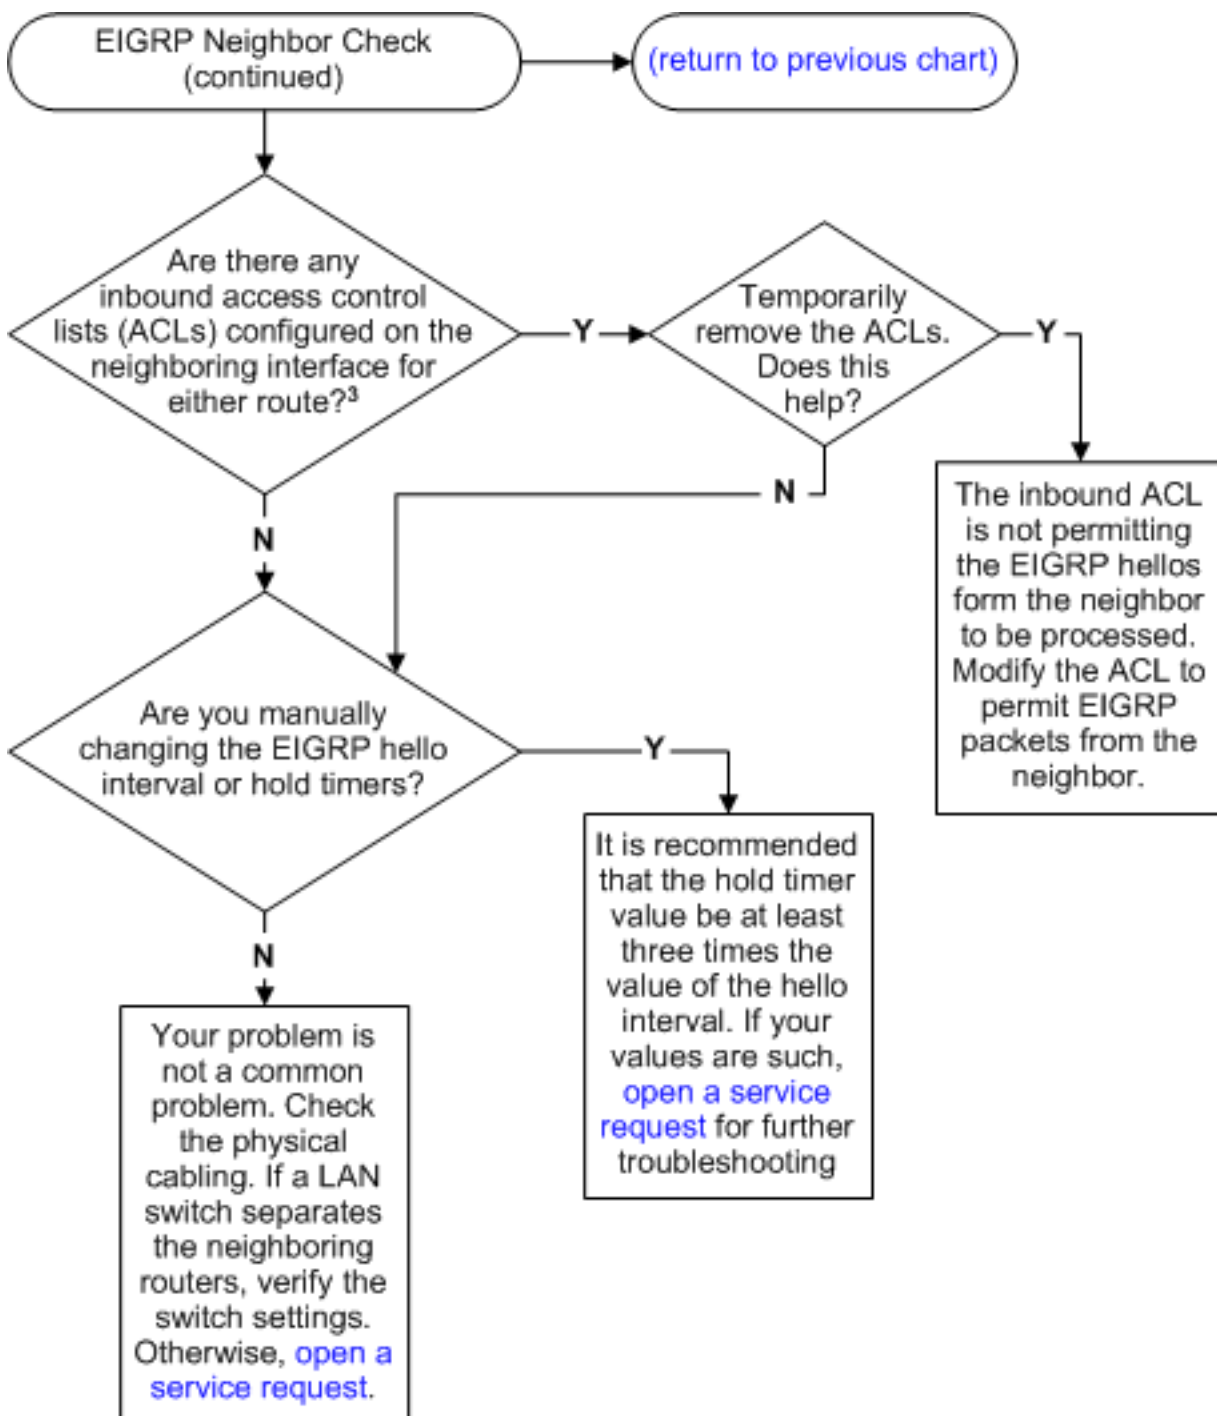 EIGRP Neighbor Check
(continued)
(return to previous chart)
Are there any
inbound access control
lists (ACLs) configured on the
neighboring interface for
either route?³
Y
Temporarily
remove the ACLs.
Does this
help?
Y
N
N
The inbound ACL
is not permitting
the EIGRP hellos
form the neighbor
to be processed.
Modify the ACL to
permit EIGRP
packets from the
neighbor.
Are you manually
changing the EIGRP hello
interval or hold timers?
Y
It is recommended
that the hold timer
value be at least
three times the
value of the hello
interval. If your
values are such,
open a service
request for further
troubleshooting
N
Your problem is
not a common
problem. Check
the physical
cabling. If a LAN
switch separates
the neighboring
routers, verify the
switch settings.
Otherwise, open a
service request.